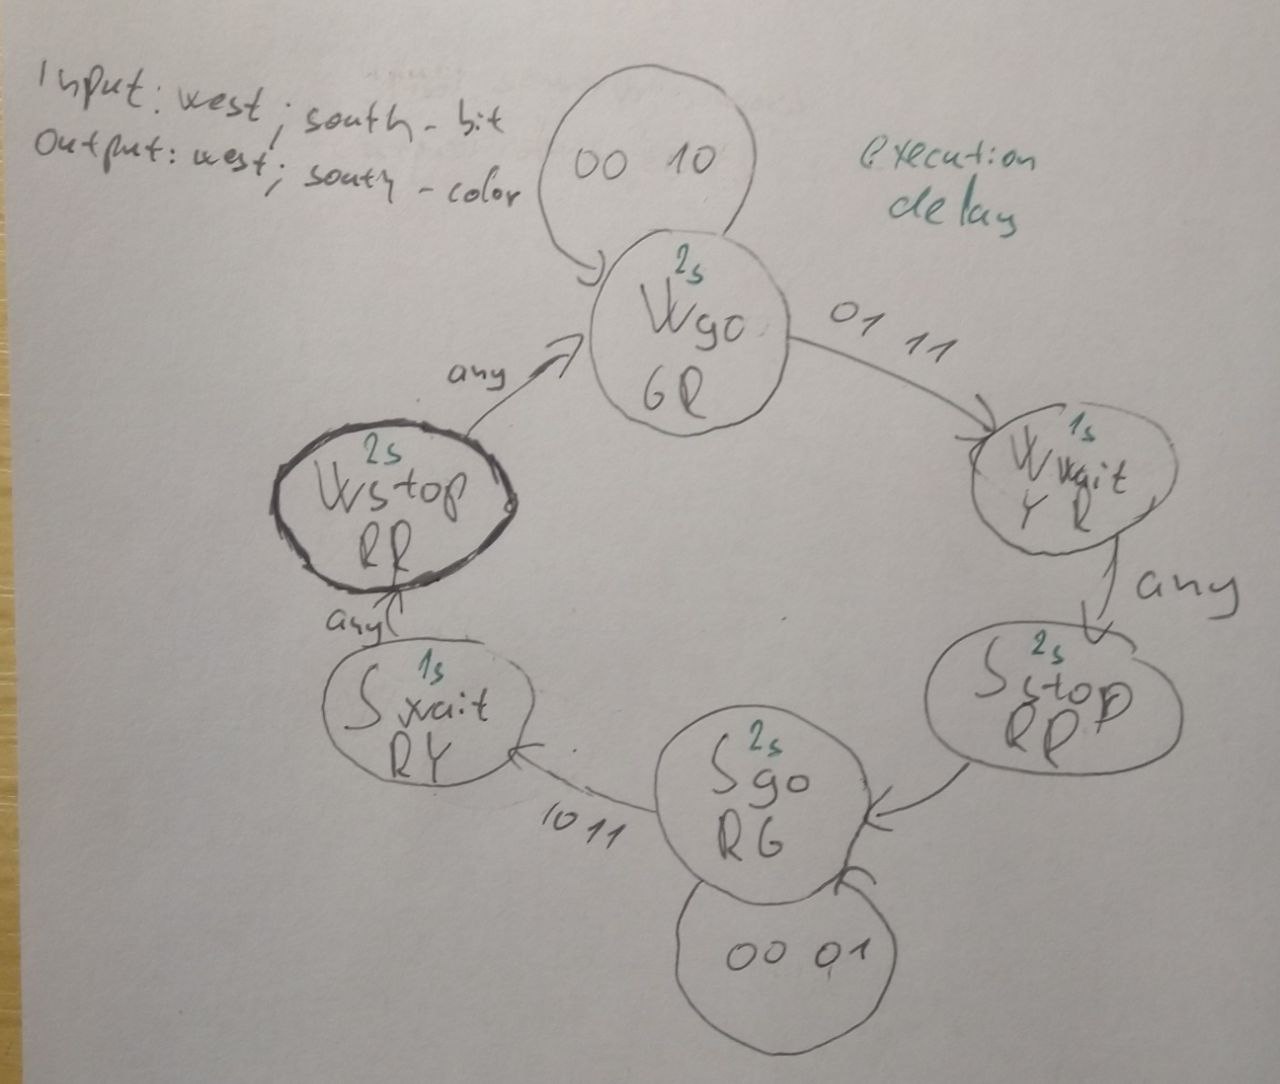 Input: west; south - bit
Output: west; south - color
execution
delay
00 10
2s
Wgo
GR
01 11
any
2s
Wstop
RR
1s
Wwait
Y R
any
any
1s
Swait
RY
2s
Sstop
RR
2s
Sgo
RG
10 11
00 01